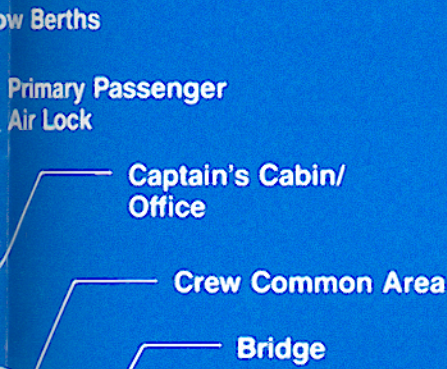 Berths
Primary Passenger
Air Lock
Captain's Cabin/
Office
Crew Common Area
Bridge